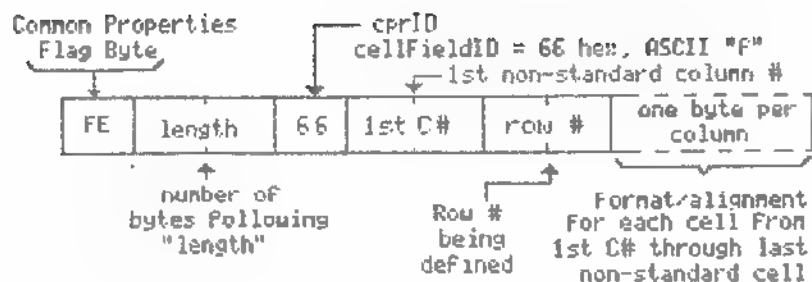 Common Properties
Flag Byte
cprID
cellFieldID = 66 hex, ASCII "f"
1st non-standard column #
FE
length
66
1st C#
row #
one byte per
column
number of
bytes following
"length"
Row #
being
defined
Format/alignment
For each cell from
1st C# through last
non-standard cell